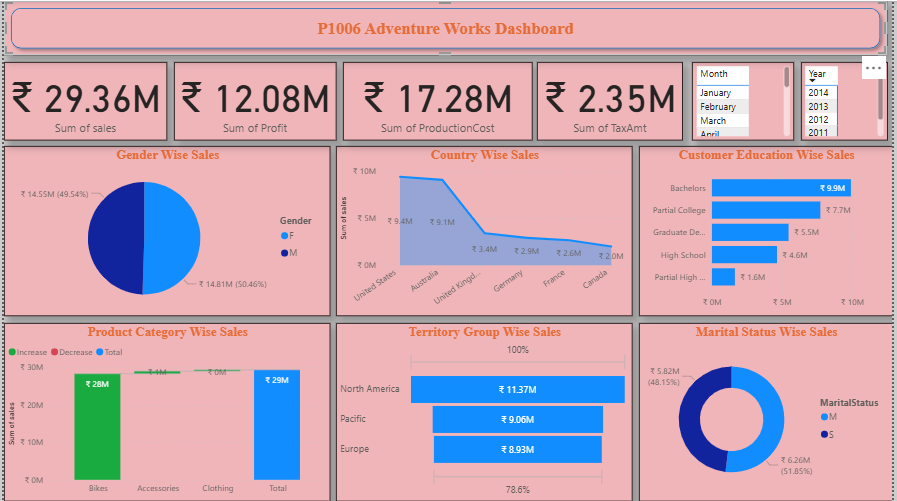 P1006 Adventure Works Dashboard
₹ 29.36M
Sum of sales
₹ 12.08M
Sum of Profit
₹ 17.28M
Sum of ProductionCost
₹ 2.35M
Sum of TaxAmt
Month
January
February
March
April
Year
2014
2013
2012
2011
Gender Wise Sales
₹ 14.55M (49.54%)
₹ 14.81M (50.46%)
Gender
F
M
Country Wise Sales
Sum of sales
₹ 10M
₹ 5M
₹ 0M
₹ 9.4M
₹ 9.1M
₹ 3.4M
₹ 2.9M
₹ 2.6M
₹ 2.0M
United States
Australia
United Kingd...
Germany
France
Canada
Customer Education Wise Sales
Bachelors
₹ 9.9M
Partial College
₹ 7.7M
Graduate De...
₹ 5.5M
High School
₹ 4.6M
Partial High ...
₹ 1.6M
₹ 0M
₹ 5M
₹ 10M
Product Category Wise Sales
Increase Decrease Total
Sum of sales
₹ 30M
₹ 20M
₹ 10M
₹ 0M
₹ 28M
₹ 1M
₹ 0M
₹ 29M
Bikes
Accessories
Clothing
Total
Territory Group Wise Sales
100%
North America
₹ 11.37M
Pacific
₹ 9.06M
Europe
₹ 8.93M
78.6%
Marital Status Wise Sales
₹ 5.82M
(48.15%)
₹ 6.26M
(51.85%)
MaritalStatus
M
S